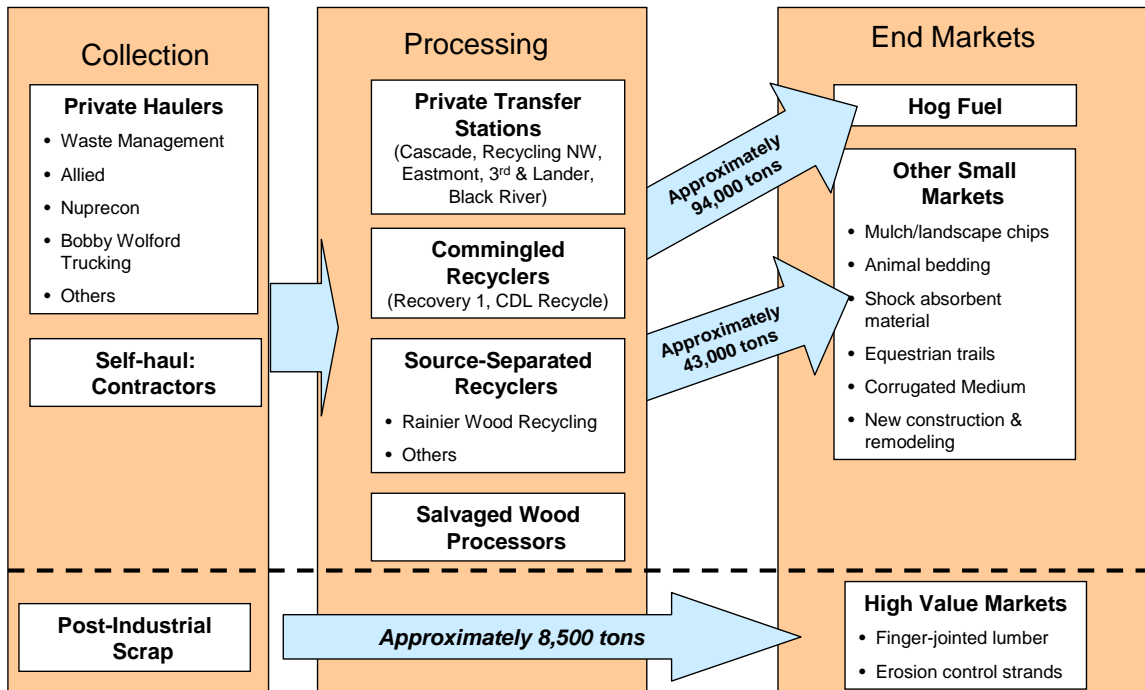 Collection
Private Haulers
• Waste Management
• Allied
• Nuprecon
• Bobby Wolford
Trucking
• Others
Self-haul:
Contractors
Post-Industrial
Scrap
Processing
Private Transfer
Stations
(Cascade, Recycling NW,
Eastmont, 3rd & Lander,
Black River)
Commingled
Recyclers
(Recovery 1, CDL Recycle)
Source-Separated
Recyclers
• Rainier Wood Recycling
• Others
Salvaged Wood
Processors
Approximately
94,000 tons
Approximately
43,000 tons
Approximately 8,500 tons
End Markets
Hog Fuel
Other Small
Markets
• Mulch/landscape chips
• Animal bedding
• Shock absorbent
material
• Equestrian trails
• Corrugated Medium
• New construction &
remodeling
High Value Markets
• Finger-jointed lumber
• Erosion control strands